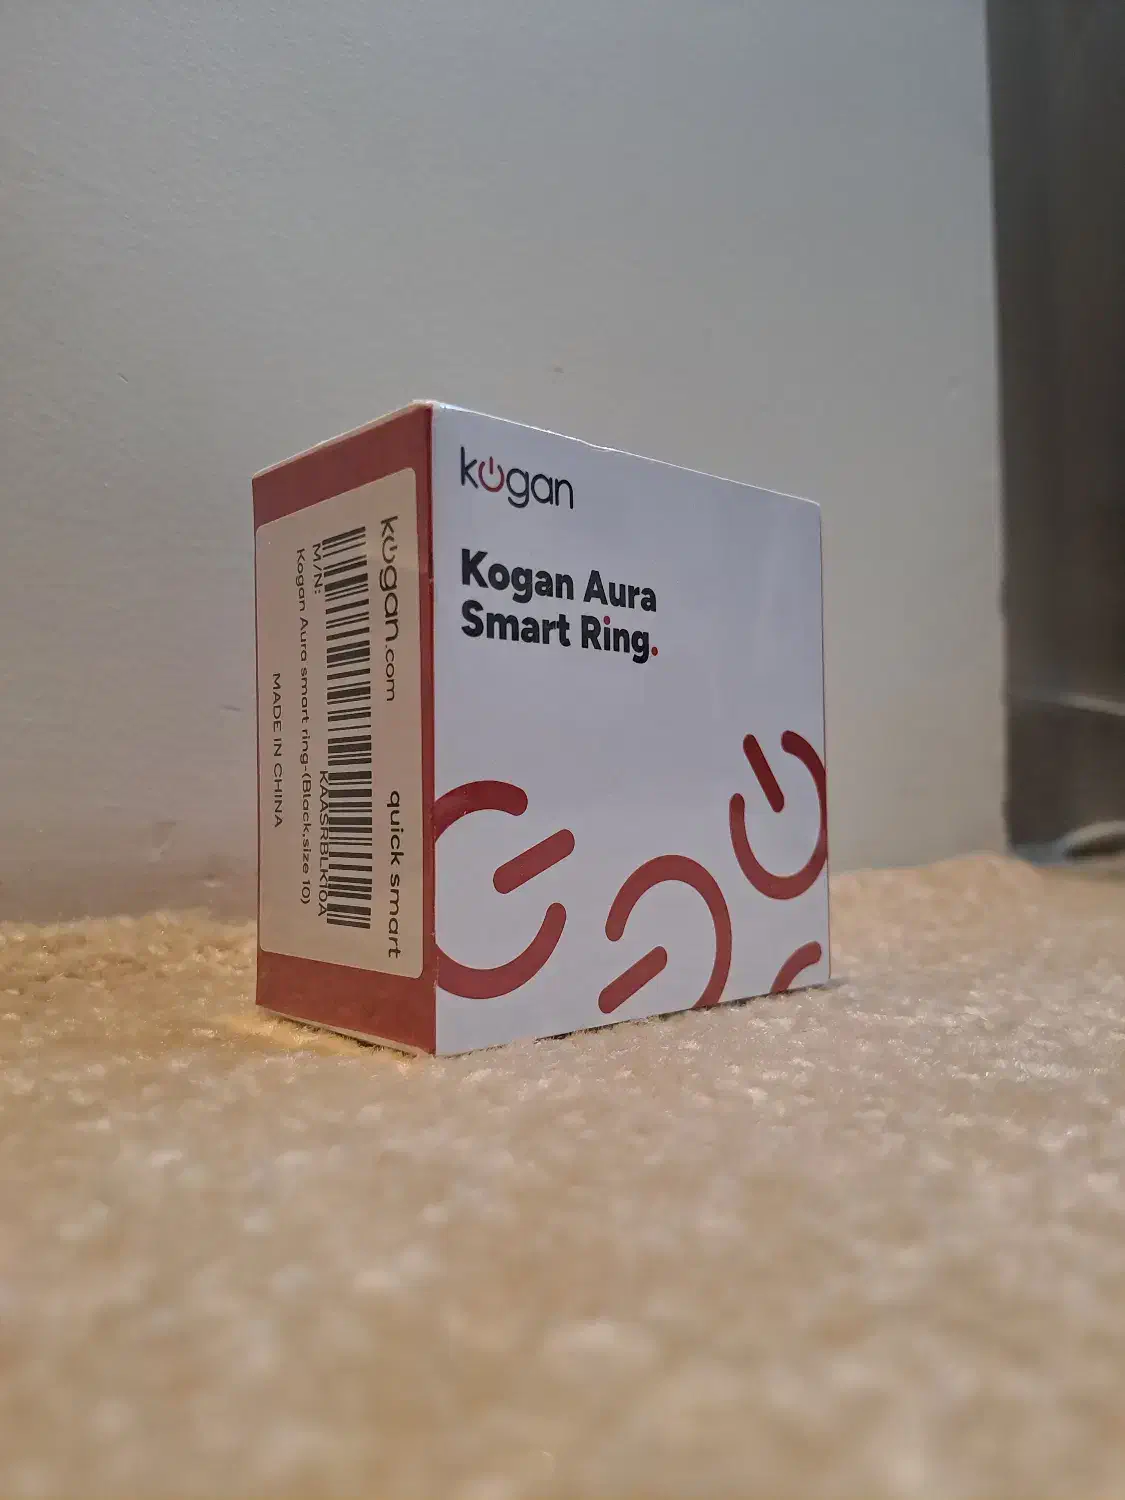 kogan
Kogan Aura
Smart Ring.
kogan.com
quick smart
M/N:
KAASRBLK10A
Kogan Aura smart ring-(Black,size 10)
MADE IN CHINA